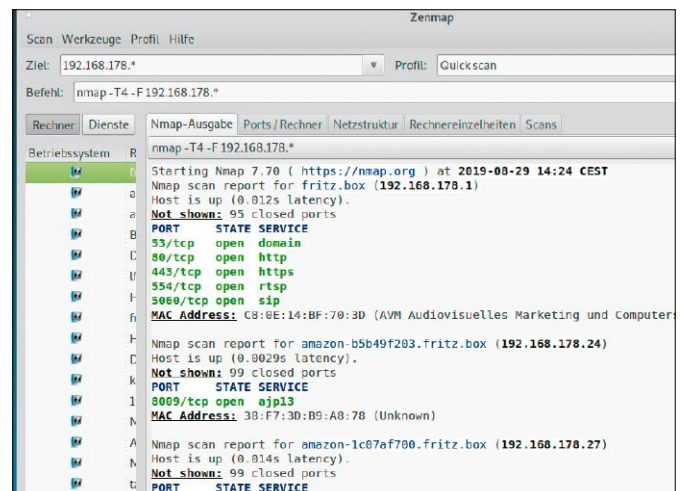 Zenmap
Scan Werkzeuge Profil Hilfe
Ziel: 192.168.178.* Profil: Quick scan
Befehl: nmap -T4 -F 192.168.178.*
Rechner Dienste Nmap-Ausgabe Ports / Rechner Netzstruktur Rechnereinzelheiten Scans
Betriebssystem R nmap -T4 -F 192.168.178.*
Starting Nmap 7.70 ( https://nmap.org ) at 2019-08-29 14:24 CEST
Nmap scan report for fritz.box (192.168.178.1)
Host is up (0.012s latency).
Not shown: 95 closed ports
PORT STATE SERVICE
53/tcp open domain
80/tcp open http
443/tcp open https
554/tcp open rtsp
5060/tcp open sip
MAC Address: C8:0E:14:BF:70:3D (AVM Audiovisuelles Marketing und Computers
Nmap scan report for amazon-b5b49f203.fritz.box (192.168.178.24)
Host is up (0.0029s latency).
Not shown: 99 closed ports
PORT STATE SERVICE
8009/tcp open ajp13
MAC Address: 38:F7:3D:B9:A8:78 (Unknown)
Nmap scan report for amazon-1c07af700.fritz.box (192.168.178.27)
Host is up (0.014s latency).
Not shown: 99 closed ports
PORT STATE SERVICE